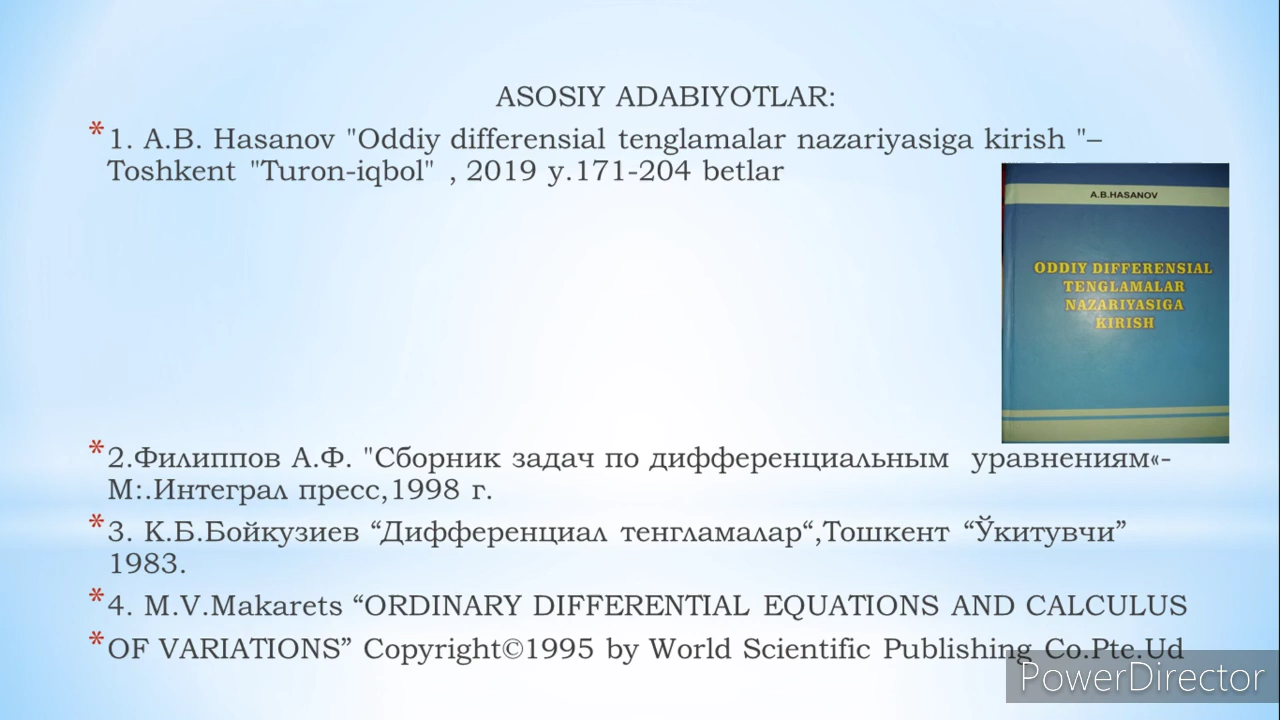 ASOSIY ADABIYOTLAR:
* 1. A.B. Hasanov "Oddiy differensial tenglamalar nazariyasiga kirish "–
Toshkent "Turon-iqbol" , 2019 y.171-204 betlar
A.B.HASANOV
ODDIY DIFFERENSIAL
TENGLAMALAR
NAZARIYASIGA
KIRISH
* 2.Филиппов А.Ф. "Сборник задач по дифференциальным уравнениям«-
М:.Интеграл пресс,1998 г.
* 3. К.Б.Бойкузиев “Дифференциал тенгламалар“,Тошкент “Ўкитувчи”
1983.
* 4. M.V.Makarets “ORDINARY DIFFERENTIAL EQUATIONS AND CALCULUS
* OF VARIATIONS” Copyright©1995 by World Scientific Publishing Co.Pte.Ud
PowerDirector